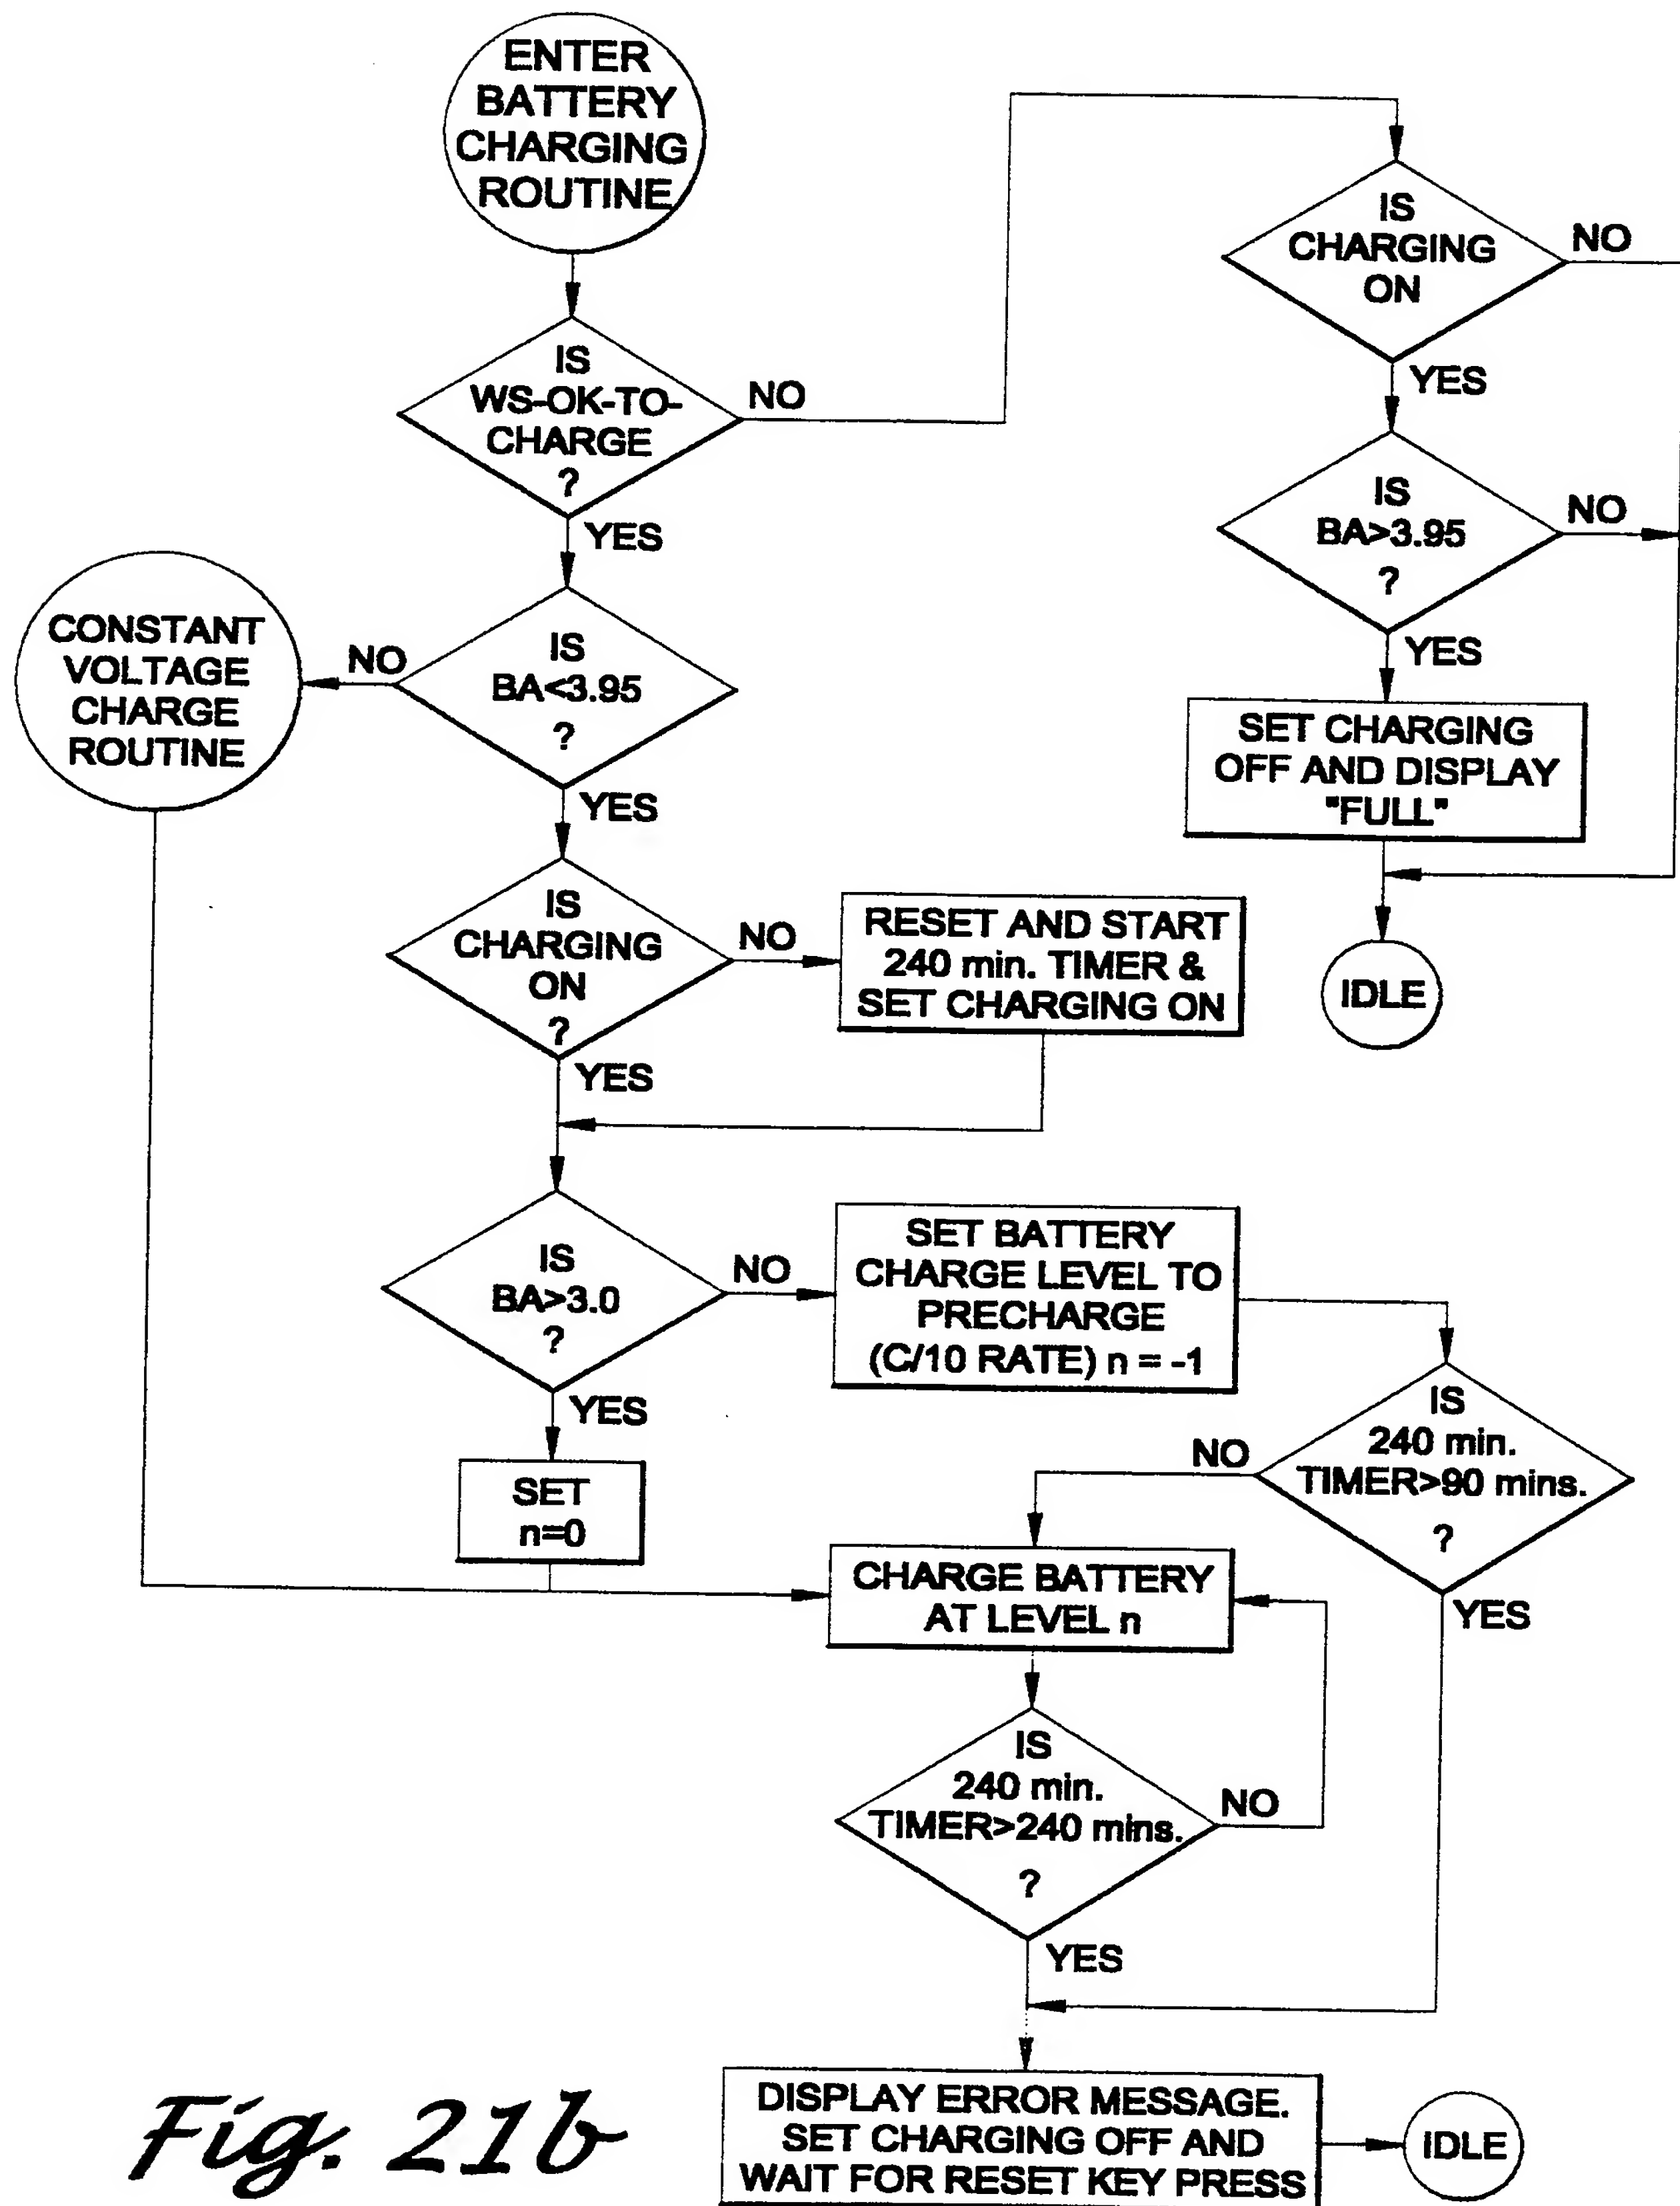 ENTER
BATTERY
CHARGING
ROUTINE
IS
WS-OK-TO-
CHARGE
?
NO
YES
IS
CHARGING
ON
NO
YES
IS
BA>3.95
?
NO
YES
SET CHARGING
OFF AND DISPLAY
"FULL"
IDLE
CONSTANT
VOLTAGE
CHARGE
ROUTINE
NO
IS
BA<3.95
?
YES
IS
CHARGING
ON
?
NO
YES
RESET AND START
240 min. TIMER &
SET CHARGING ON
IS
BA>3.0
?
NO
YES
SET BATTERY
CHARGE LEVEL TO
PRECHARGE
(C/10 RATE) n = -1
SET
n=0
IS
240 min.
TIMER>90 mins.
?
NO
YES
CHARGE BATTERY
AT LEVEL n
IS
240 min.
TIMER>240 mins.
?
NO
YES
DISPLAY ERROR MESSAGE.
SET CHARGING OFF AND
WAIT FOR RESET KEY PRESS
IDLE
Fig. 21b